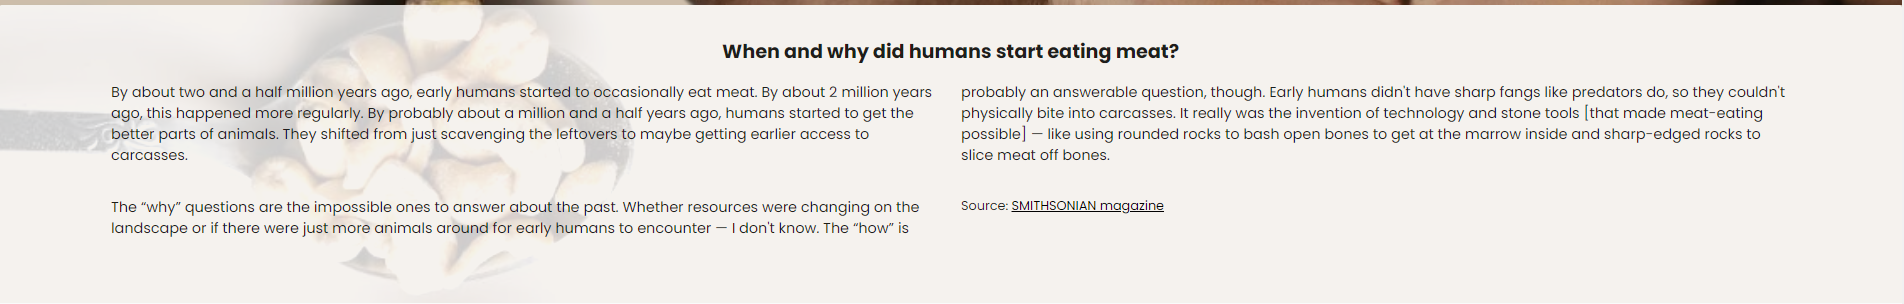 When and why did humans start eating meat?
By about two and a half million years ago, early humans started to occasionally eat meat. By about 2 million years
ago, this happened more regularly. By probably about a million and a half years ago, humans started to get the
better parts of animals. They shifted from just scavenging the leftovers to maybe getting earlier access to
carcasses.
The “why” questions are the impossible ones to answer about the past. Whether resources were changing on the
landscape or if there were just more animals around for early humans to encounter — I don't know. The “how” is
probably an answerable question, though. Early humans didn't have sharp fangs like predators do, so they couldn't
physically bite into carcasses. It really was the invention of technology and stone tools [that made meat-eating
possible] — like using rounded rocks to bash open bones to get at the marrow inside and sharp-edged rocks to
slice meat off bones.
Source: SMITHSONIAN magazine